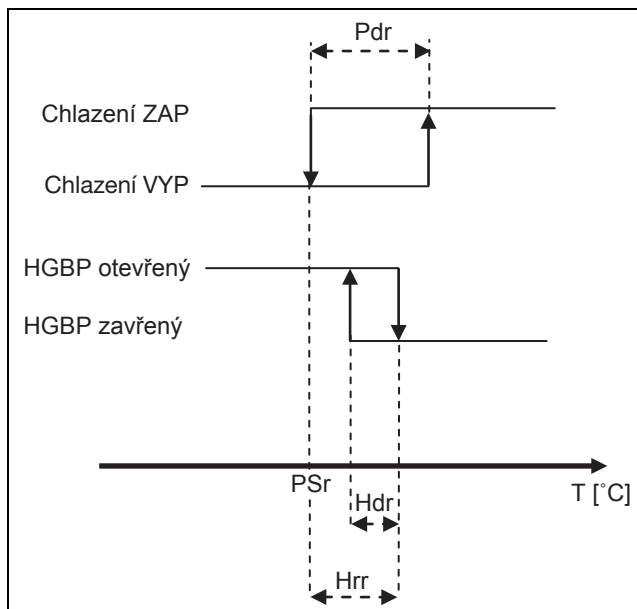 Pdr
Chlazení ZAP
Chlazení VYP
HGBP otevřený
HGBP zavřený
PSr
T [˚C]
Hdr
Hrr